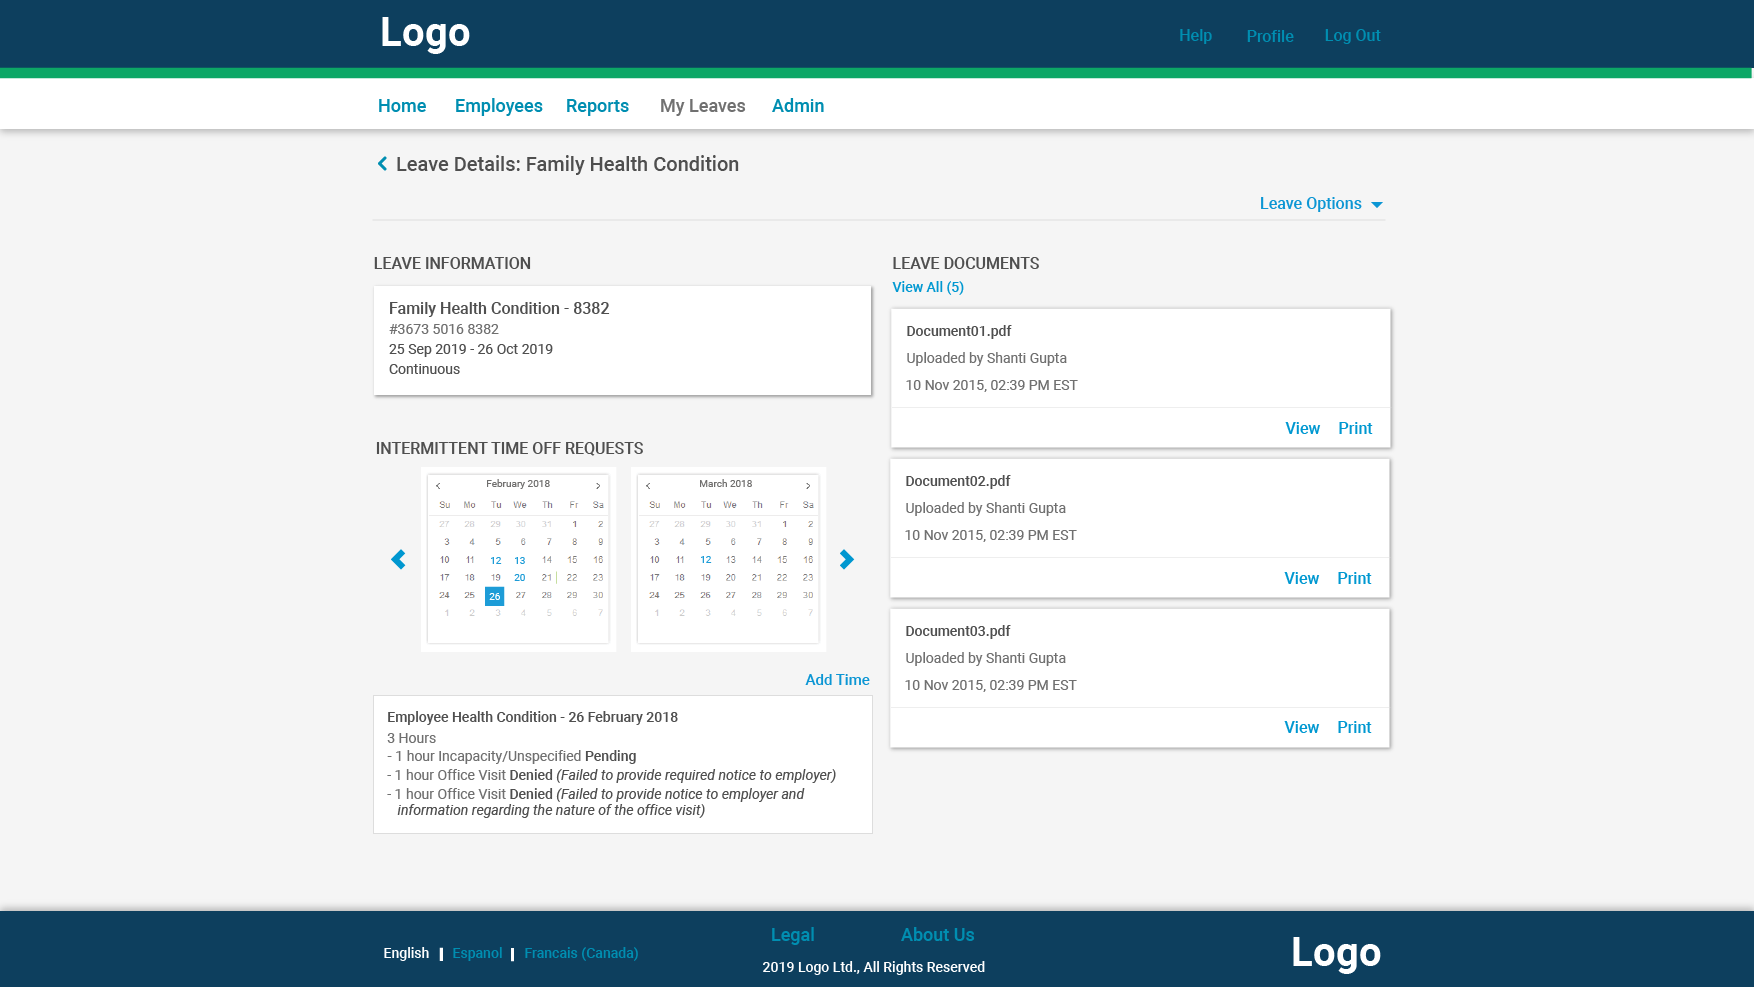 Logo
Help Profile Log Out
Home Employees Reports My Leaves Admin
Leave Details: Family Health Condition
Leave Options
LEAVE INFORMATION
Family Health Condition - 8382
#3673 5016 8382
25 Sep 2019 - 26 Oct 2019
Continuous
INTERMITTENT TIME OFF REQUESTS
February 2018
Su Mo Tu We Th Fr Sa
27 28 29 30 31 1 2
3 4 5 6 7 8 9
10 11 12 13 14 15 16
17 18 19 20 21 22 23
24 25 26 27 28 29 30
1 2 3 4 5 6 7
March 2018
Su Mo Tu We Th Fr Sa
27 28 29 30 31 1 2
3 4 5 6 7 8 9
10 11 12 13 14 15 16
17 18 19 20 21 22 23
24 25 26 27 28 29 30
1 2 3 4 5 6 7
Add Time
Employee Health Condition - 26 February 2018
3 Hours
- 1 hour Incapacity/Unspecified Pending
- 1 hour Office Visit Denied (Failed to provide required notice to employer)
- 1 hour Office Visit Denied (Failed to provide notice to employer and
information regarding the nature of the office visit)
LEAVE DOCUMENTS
View All (5)
Document01.pdf
Uploaded by Shanti Gupta
10 Nov 2015, 02:39 PM EST
View Print
Document02.pdf
Uploaded by Shanti Gupta
10 Nov 2015, 02:39 PM EST
View Print
Document03.pdf
Uploaded by Shanti Gupta
10 Nov 2015, 02:39 PM EST
View Print
English | Espanol | Francais (Canada)
Legal About Us
2019 Logo Ltd., All Rights Reserved
Logo